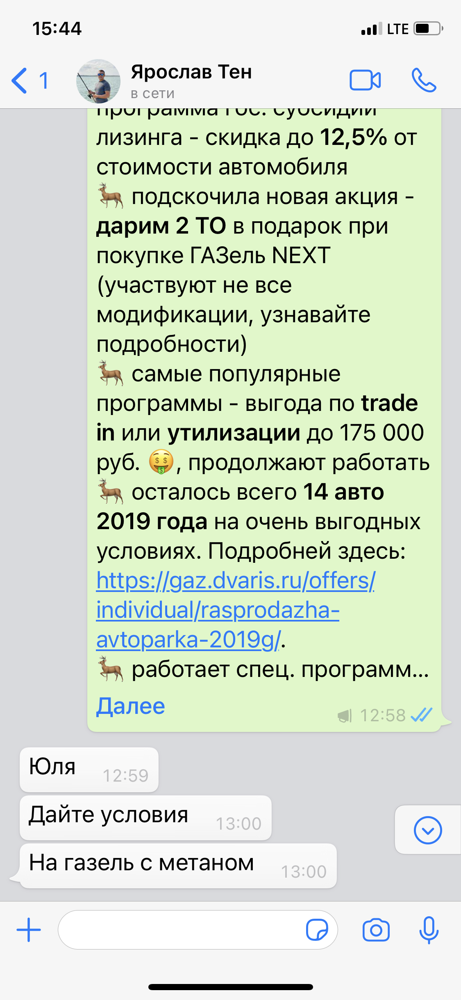 15:44
LTE
1
Ярослав Тен
в сети
программа гос. субсидии
лизинга - скидка до 12,5% от
стоимости автомобиля
🦌 подскочила новая акция -
дарим 2 ТО в подарок при
покупке ГАЗель NEXT
(участвуют не все
модификации, узнавайте
подробности)
🦌 самые популярные
программы - выгода по trade
in или утилизации до 175 000
руб. 🤑, продолжают работать
🦌 осталось всего 14 авто
2019 года на очень выгодных
условиях. Подробней здесь:
https://gaz.dvaris.ru/offers/
individual/rasprodazha-
avtoparka-2019g/.
🦌 работает спец. программ...
Далее
12:58
Юля
12:59
Дайте условия
13:00
На газель с метаном
13:00